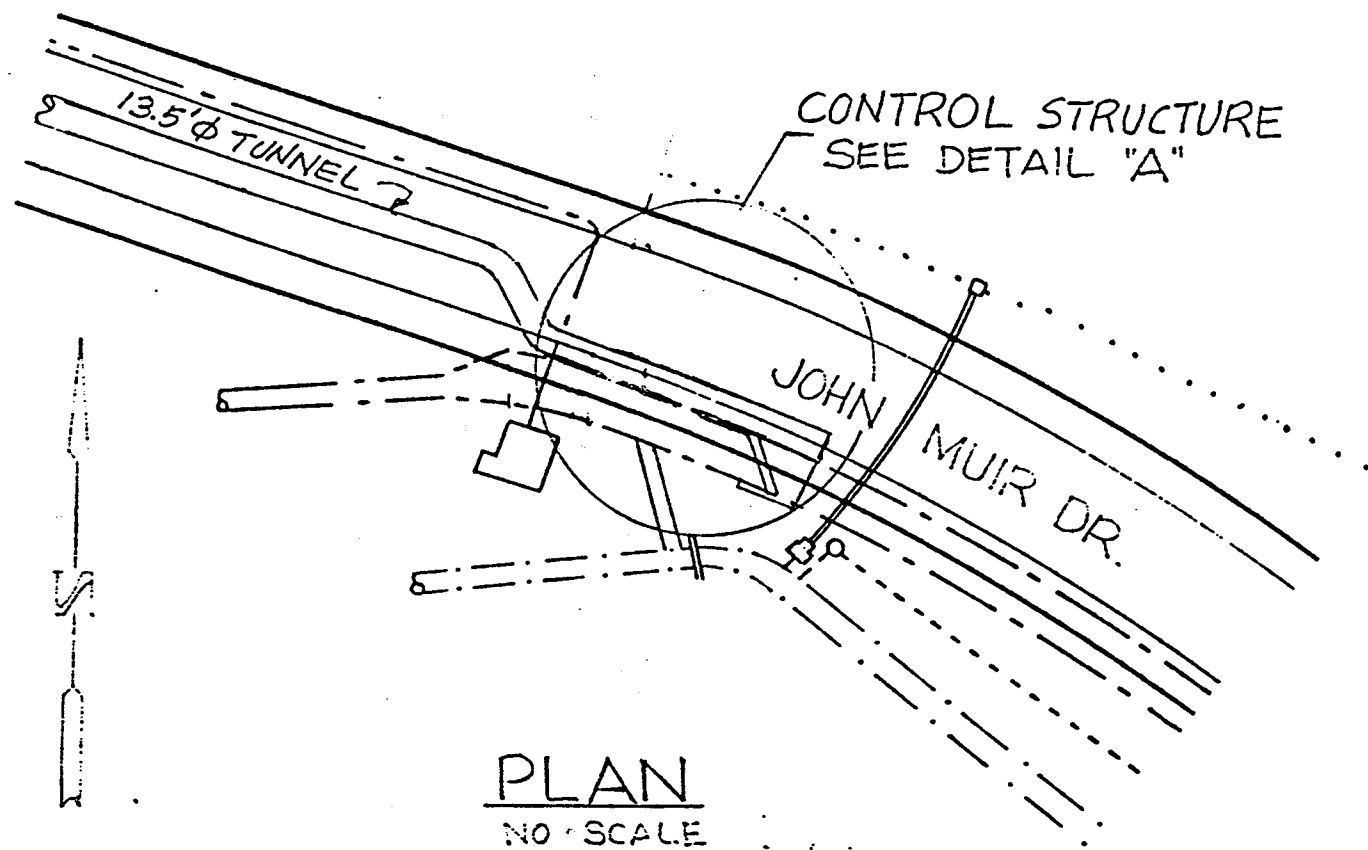 CONTROL STRUCTURE
SEE DETAIL "A"
13.5'ϕ TUNNEL
JOHN MUIR DR.
N
PLAN
NO SCALE